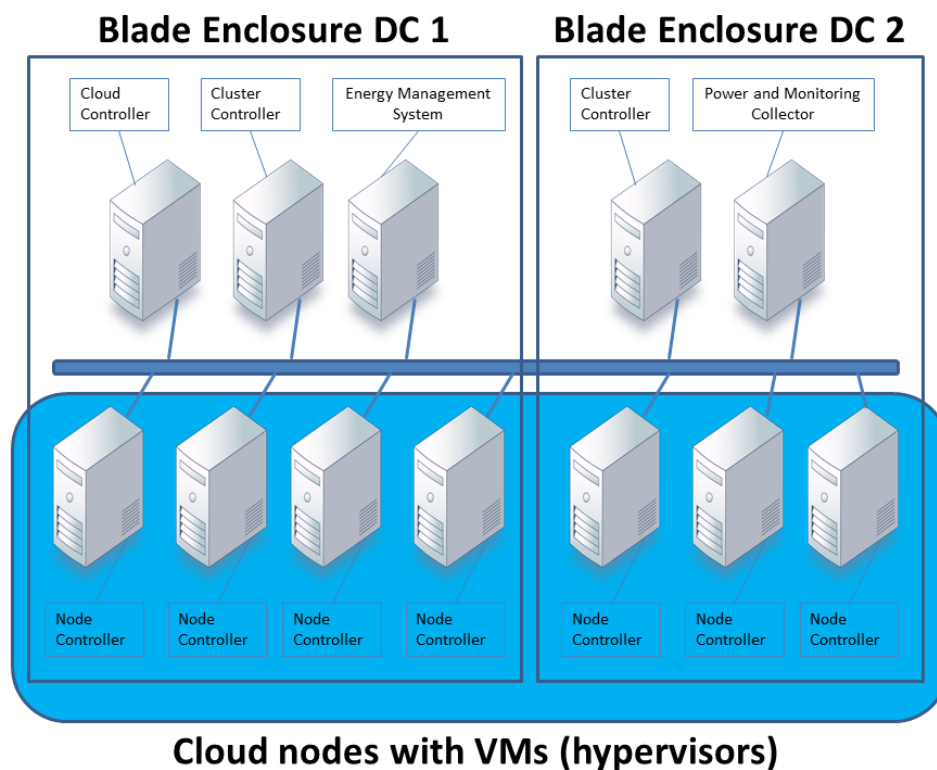 Blade Enclosure DC 1
Blade Enclosure DC 2
Cloud
Controller
Cluster
Controller
Energy Management
System
Cluster
Controller
Power and Monitoring
Collector
Node
Controller
Node
Controller
Node
Controller
Node
Controller
Node
Controller
Node
Controller
Node
Controller
Cloud nodes with VMs (hypervisors)